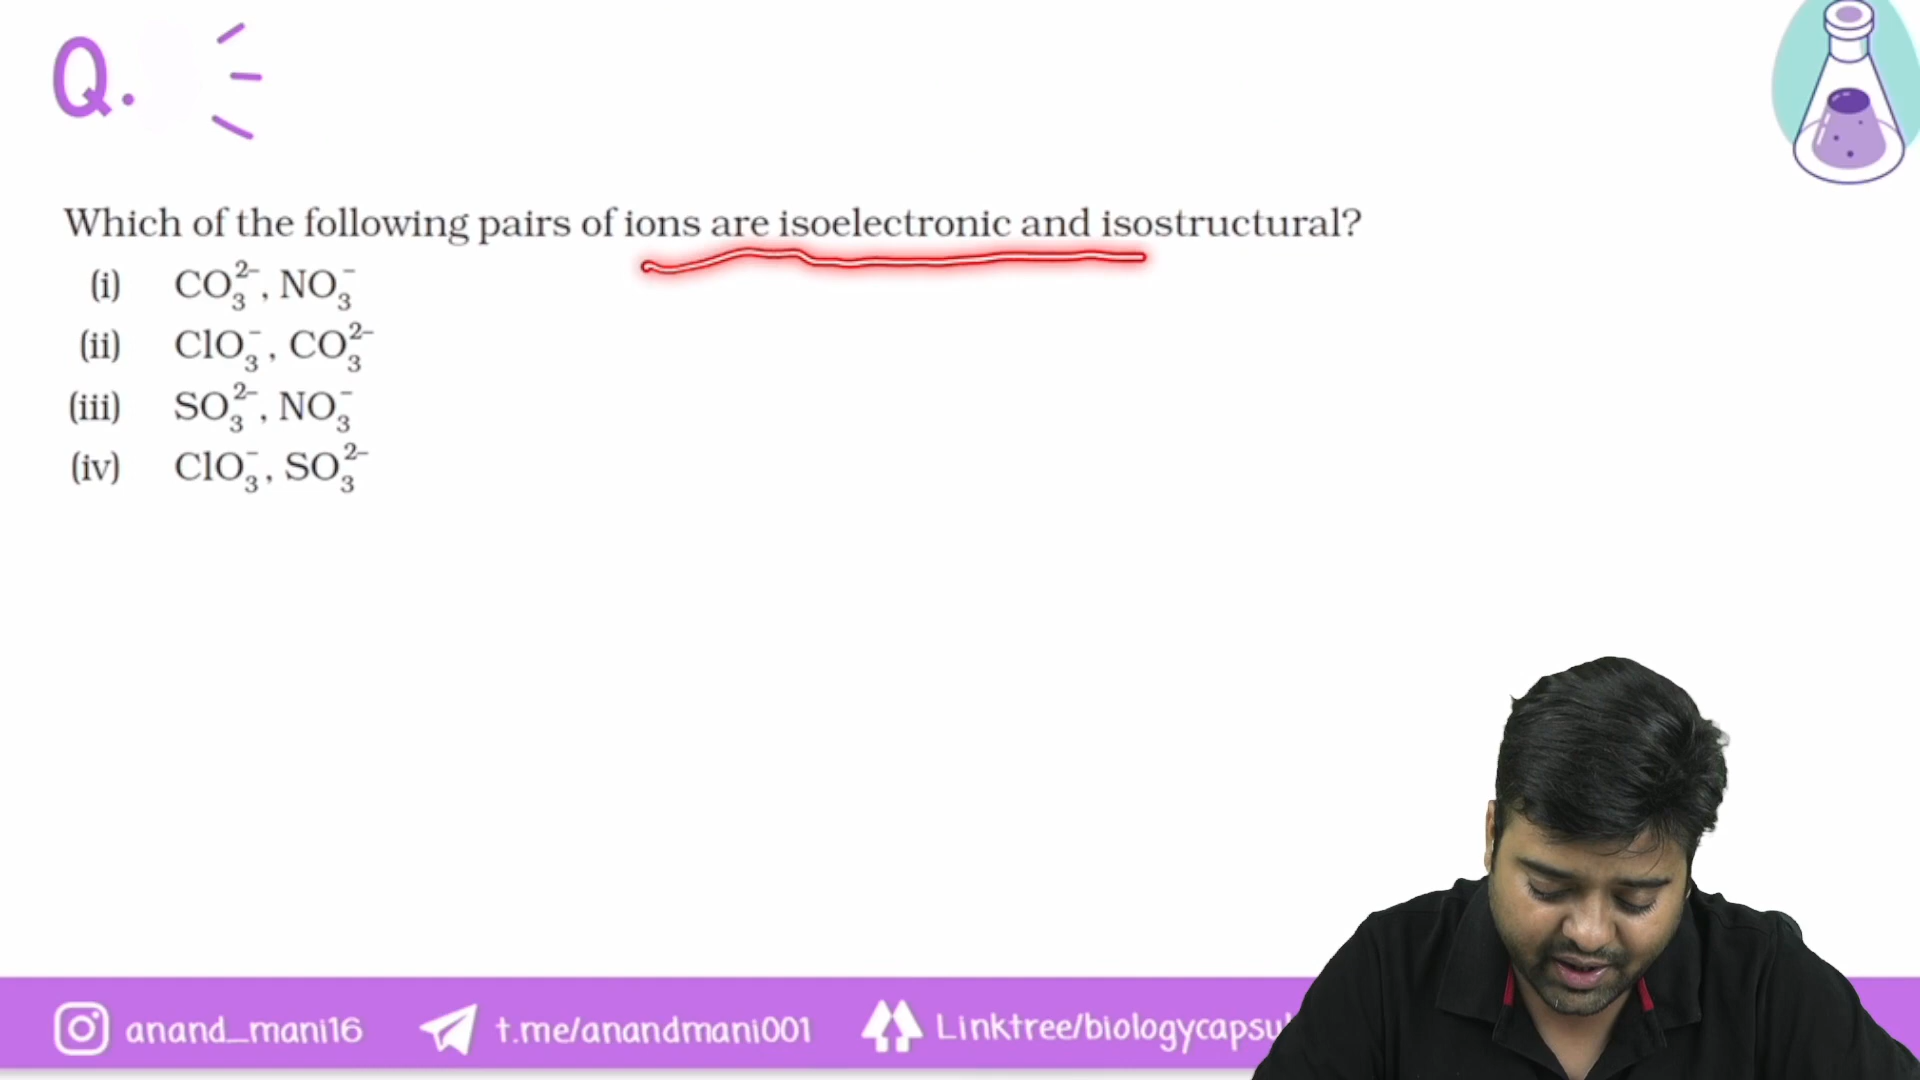 Q.
Which of the following pairs of ions are isoelectronic and isostructural?
(i) CO₃²⁻, NO₃⁻
(ii) ClO₃⁻, CO₃²⁻
(iii) SO₃²⁻, NO₃⁻
(iv) ClO₃⁻, SO₃²⁻
anand_mani16 t.me/anandmani001 Linktree/biologycapsul